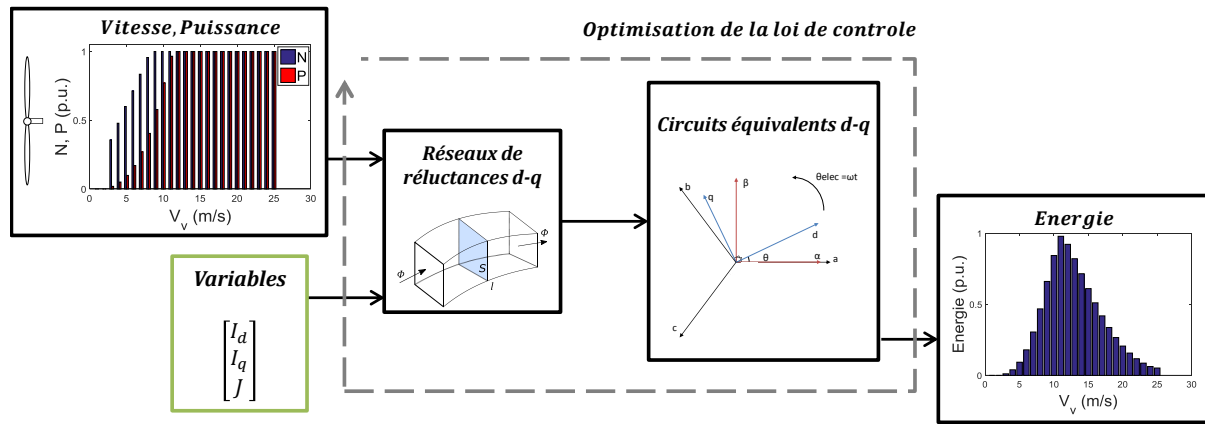 Vitesse, Puissance
N, P (p.u.)
1
0.5
0
N
P
0 5 10 15 20 25 30
V_v (m/s)
Optimisation de la loi de controle
Réseaux de
réluctances d-q
Φ
S
l
Φ
Circuits équivalents d-q
θelec =ωt
b
q
β
d
θ
α
a
c
Variables
I_d
I_q
J
Energie
Energie (p.u.)
1
0.5
0
0 5 10 15 20 25 30
V_v (m/s)